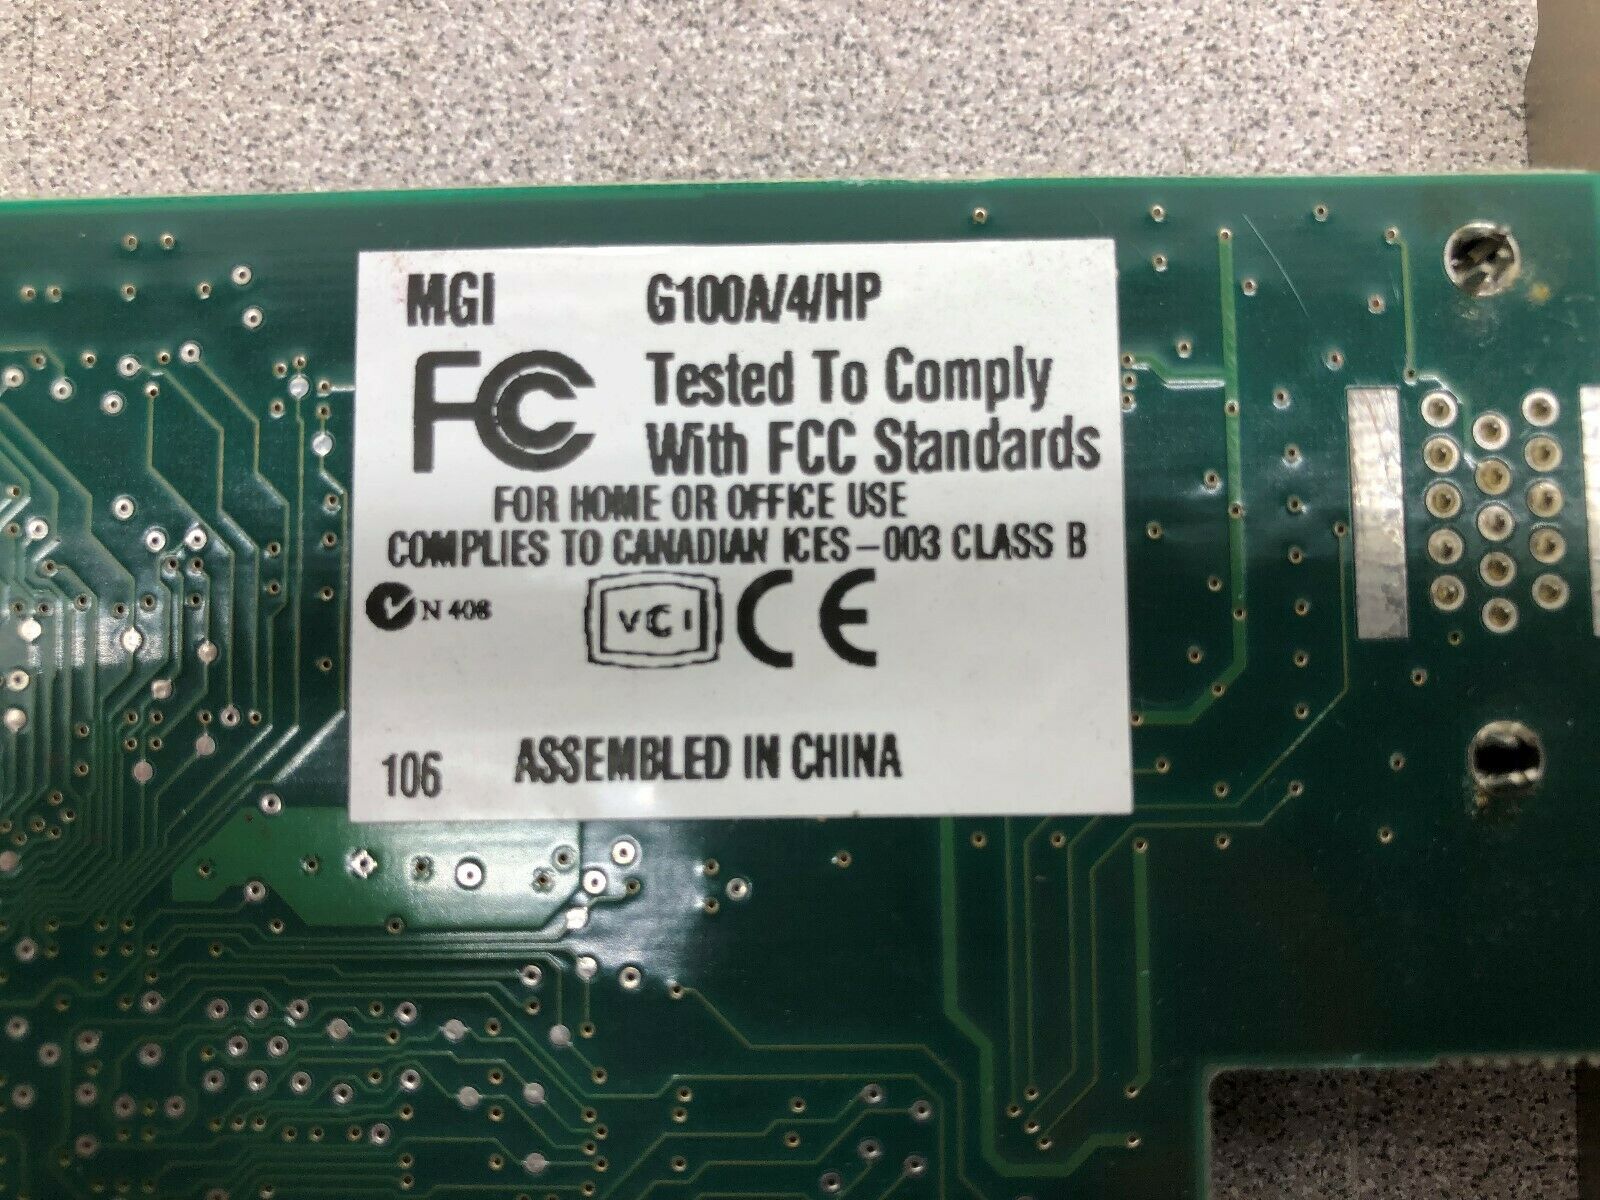 MGI G100A/4/HP
FC Tested To Comply
With FCC Standards
FOR HOME OR OFFICE USE
COMPLIES TO CANADIAN ICES-003 CLASS B
N 408 VCI CE
106 ASSEMBLED IN CHINA